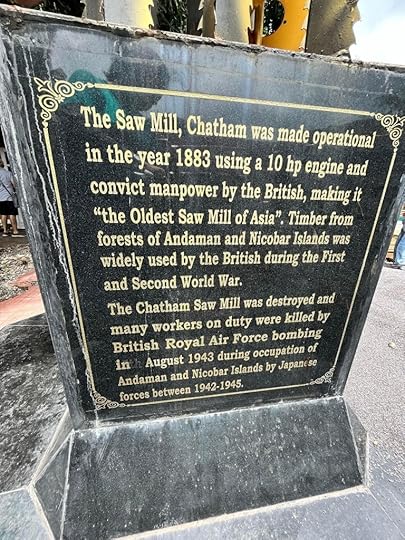 The Saw Mill, Chatham was made operational
in the year 1883 using a 10 hp engine and
convict manpower by the British, making it
“the Oldest Saw Mill of Asia”. Timber from
forests of Andaman and Nicobar Islands was
widely used by the British during the First
and Second World War.
The Chatham Saw Mill was destroyed and
many workers on duty were killed by
British Royal Air Force bombing
in August 1943 during occupation of
Andaman and Nicobar Islands by Japanese
forces between 1942-1945.